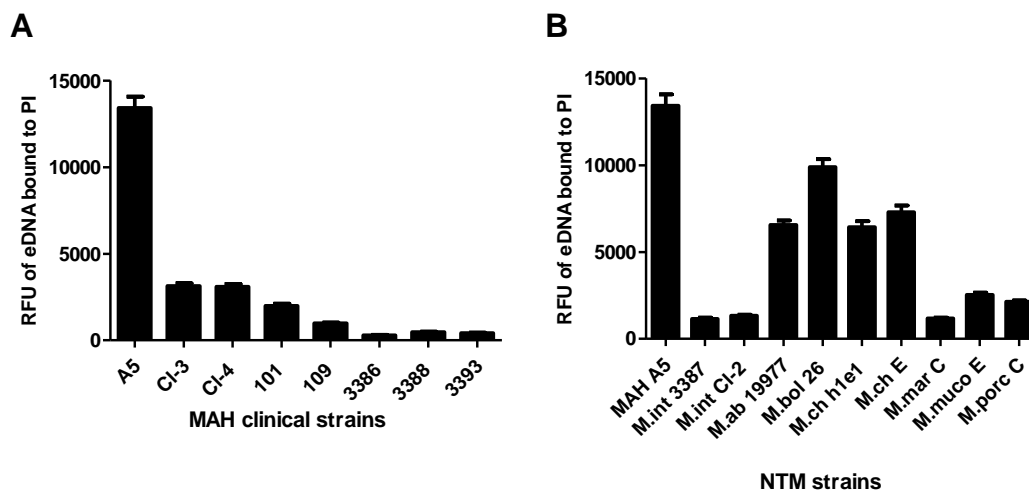 A
RFU of eDNA bound to PI
15000
10000
5000
0
A5
CI-3
CI-4
101
109
3386
3388
3393
MAH clinical strains
B
RFU of eDNA bound to PI
15000
10000
5000
0
MAH A5
M.int 3387
M.int CI-2
M.ab 19977
M.bol 26
M.ch h1e1
M.ch E
M.mar C
M.muco E
M.porc C
NTM strains